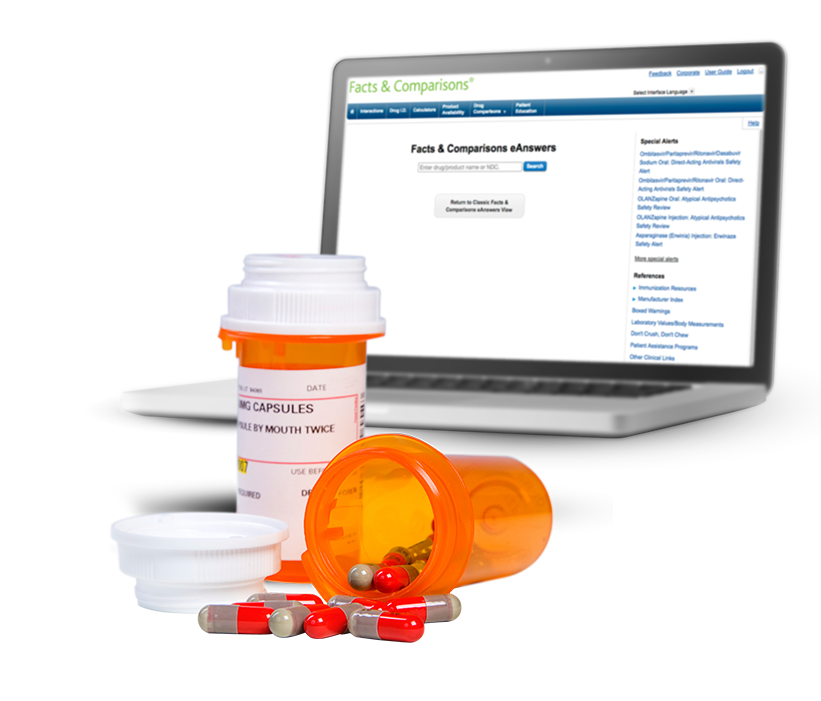 Feedback Corporate User Guide Logout
Facts & Comparisons®
Select Interface Language
Interactions Drug I.D. Calculators Product Availability Drug Comparisons Patient Education
Help
Facts & Comparisons eAnswers
Enter drug/product name or NDC. Search
Return to Classic Facts &
Comparisons eAnswers View
Special Alerts
Ombitasvir/Paritaprevir/Ritonavir/Dasabuvir
Sodium Oral: Direct-Acting Antivirals Safety
Alert
Ombitasvir/Paritaprevir/Ritonavir Oral: Direct-
Acting Antivirals Safety Alert
OLANZapine Oral: Atypical Antipsychotics
Safety Review
OLANZapine Injection: Atypical Antipsychotics
Safety Review
Asparaginase (Erwinia) Injection: Erwinaze
Safety Alert
More special alerts
References
Immunization Resources
Manufacturer Index
Boxed Warnings
Laboratory Values/Body Measurements
Don't Crush, Don't Chew
Patient Assistance Programs
Other Clinical Links
DATE
MG CAPSULES
SULE BY MOUTH TWICE
07
USE BEF